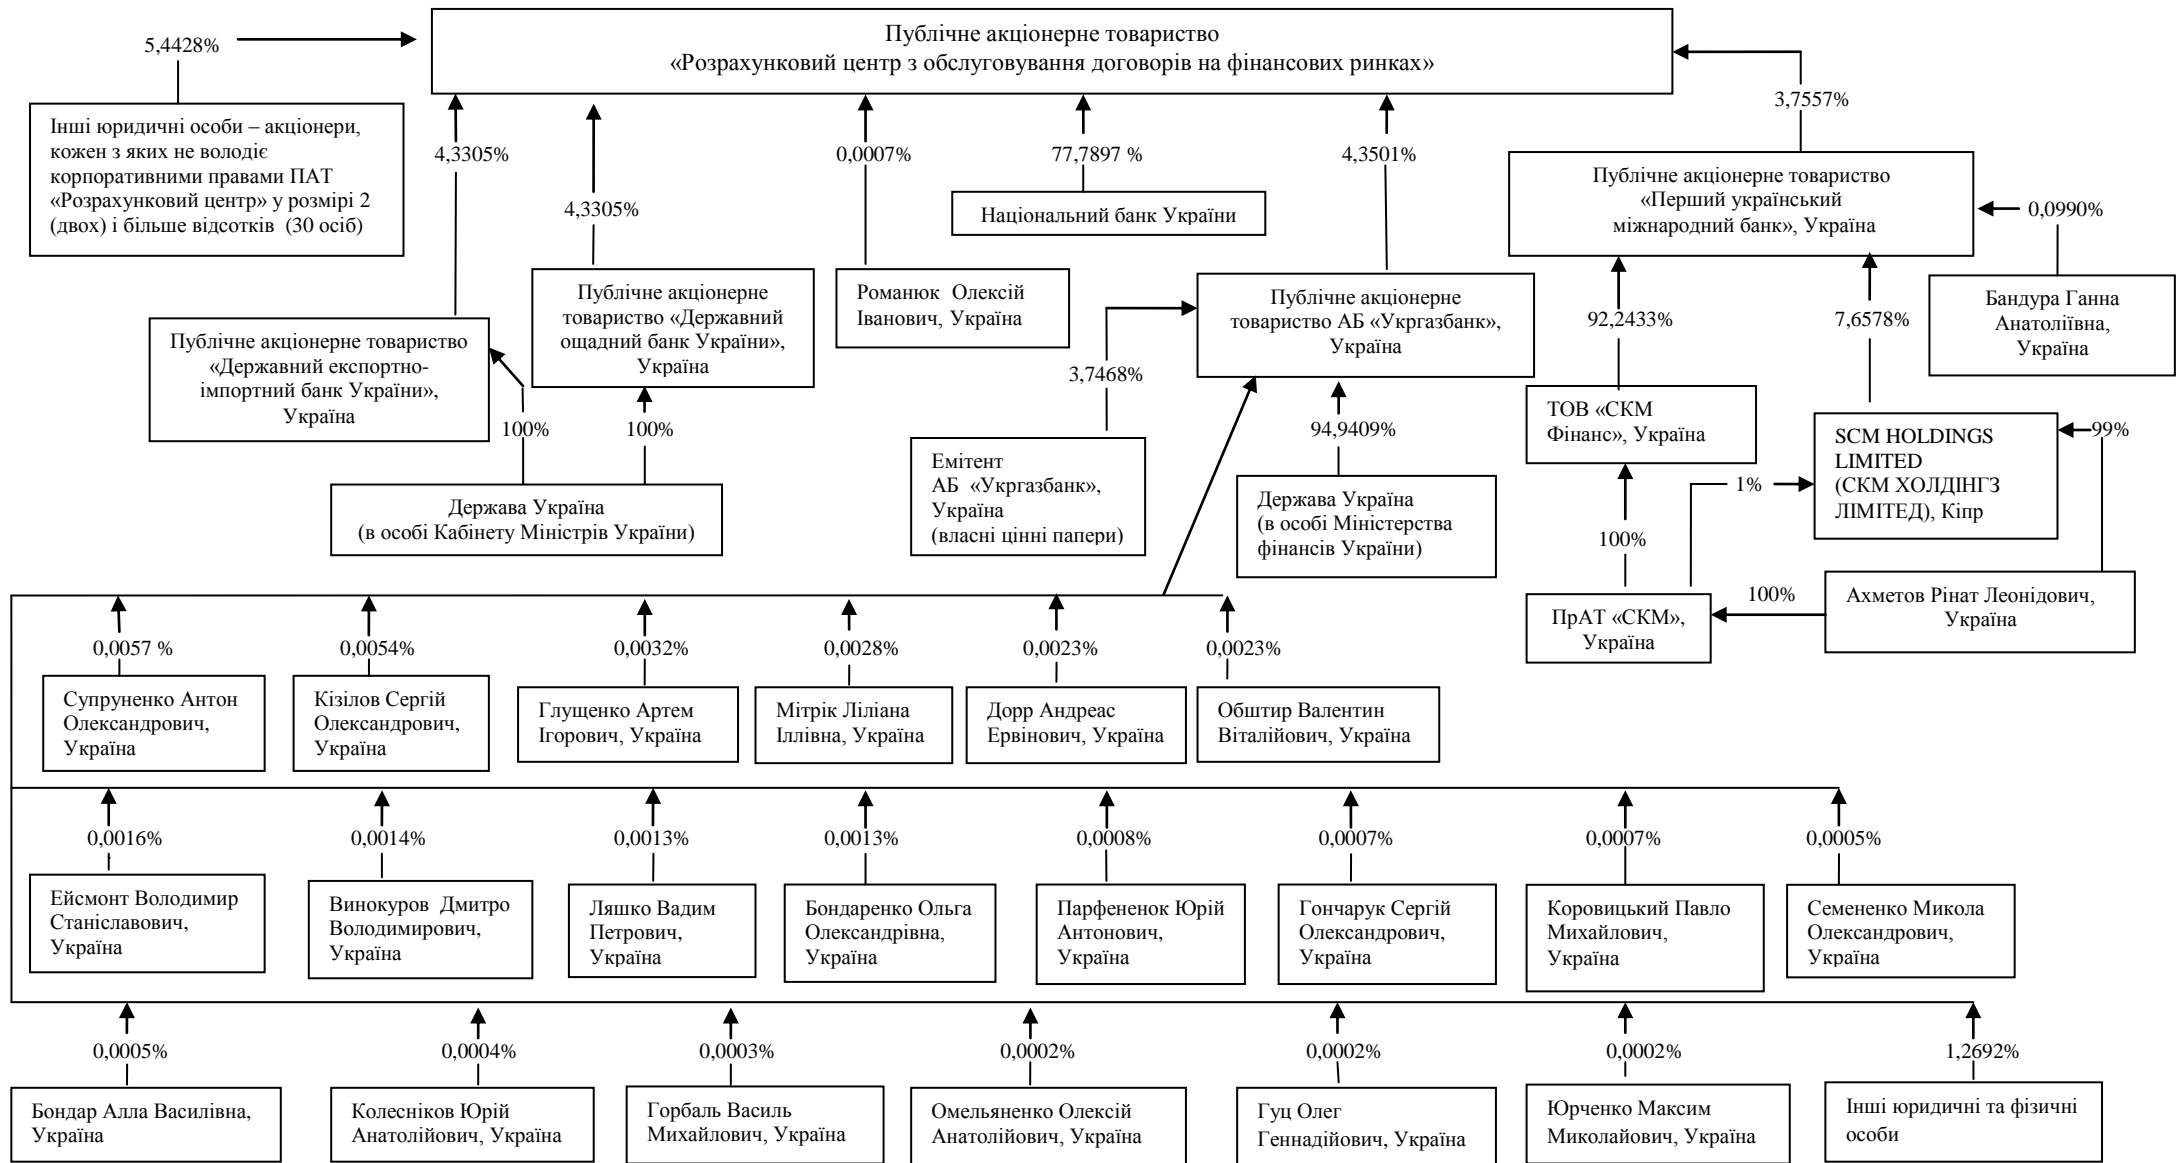 Публічне акціонерне товариство
«Розрахунковий центр з обслуговування договорів на фінансових ринках»
5,4428%
3,7557%
Інші юридичні особи – акціонери,
кожен з яких не володіє
корпоративними правами ПАТ
«Розрахунковий центр» у розмірі 2
(двох) і більше відсотків (30 осіб)
4,3305%
4,3305%
0,0007%
77,7897 %
4,3501%
Національний банк України
Публічне акціонерне товариство
«Перший український
міжнародний банк», Україна
0,0990%
Публічне акціонерне товариство
«Державний експортно-
імпортний банк України»,
Україна
Публічне акціонерне
товариство «Державний
ощадний банк України»,
Україна
Романюк Олексій
Іванович, Україна
Публічне акціонерне
товариство АБ «Укргазбанк»,
Україна
92,2433%
7,6578%
Бандура Ганна
Анатоліївна,
Україна
100%
100%
3,7468%
94,9409%
Держава Україна
(в особі Кабінету Міністрів України)
Емітент
АБ «Укргазбанк»,
Україна
(власні цінні папери)
Держава Україна
(в особі Міністерства
фінансів України)
ТОВ «СКМ
Фінанс», Україна
SCM HOLDINGS
LIMITED
(СКМ ХОЛДІНГЗ
ЛІМІТЕД), Кіпр
99%
1%
100%
100%
ПрАТ «СКМ»,
Україна
Ахметов Рінат Леонідович,
Україна
0,0057 %
0,0054%
0,0032%
0,0028%
0,0023%
0,0023%
Супруненко Антон
Олександрович,
Україна
Кізілов Сергій
Олександрович,
Україна
Глущенко Артем
Ігорович, Україна
Мітрік Ліліана
Іллівна, Україна
Дорр Андреас
Ервінович, Україна
Обштир Валентин
Віталійович, Україна
0,0016%
0,0014%
0,0013%
0,0013%
0,0008%
0,0007%
0,0007%
0,0005%
Ейсмонт Володимир
Станіславович,
Україна
Винокуров Дмитро
Володимирович,
Україна
Ляшко Вадим
Петрович,
Україна
Бондаренко Ольга
Олександрівна,
Україна
Парфененок Юрій
Антонович,
Україна
Гончарук Сергій
Олександрович,
Україна
Коровицький Павло
Михайлович,
Україна
Семененко Микола
Олександрович,
Україна
0,0005%
0,0004%
0,0003%
0,0002%
0,0002%
0,0002%
1,2692%
Бондар Алла Василівна,
Україна
Колесніков Юрій
Анатолійович, Україна
Горбаль Василь
Михайлович, Україна
Омельяненко Олексій
Анатолійович, Україна
Гуц Олег
Геннадійович, Україна
Юрченко Максим
Миколайович, Україна
Інші юридичні та фізичні
особи